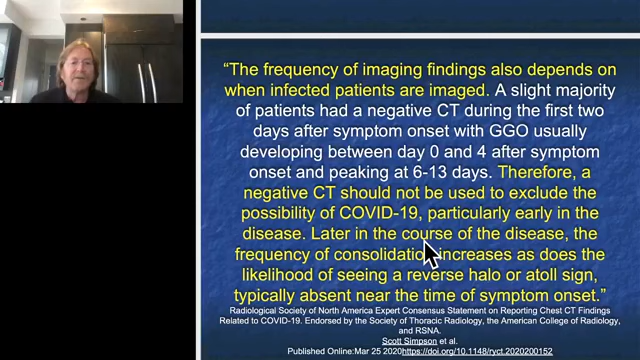 “The frequency of imaging findings also depends on
when infected patients are imaged. A slight majority
of patients had a negative CT during the first two
days after symptom onset with GGO usually
developing between day 0 and 4 after symptom
onset and peaking at 6-13 days. Therefore, a
negative CT should not be used to exclude the
possibility of COVID-19, particularly early in the
disease. Later in the course of the disease, the
frequency of consolidation increases as does the
likelihood of seeing a reverse halo or atoll sign,
typically absent near the time of symptom onset.”
Radiological Society of North America Expert Consensus Statement on Reporting Chest CT Findings
Related to COVID-19. Endorsed by the Society of Thoracic Radiology, the American College of Radiology,
and RSNA.
Scott Simpson et al.
Published Online:Mar 25 2020https://doi.org/10.1148/ryct.2020200152